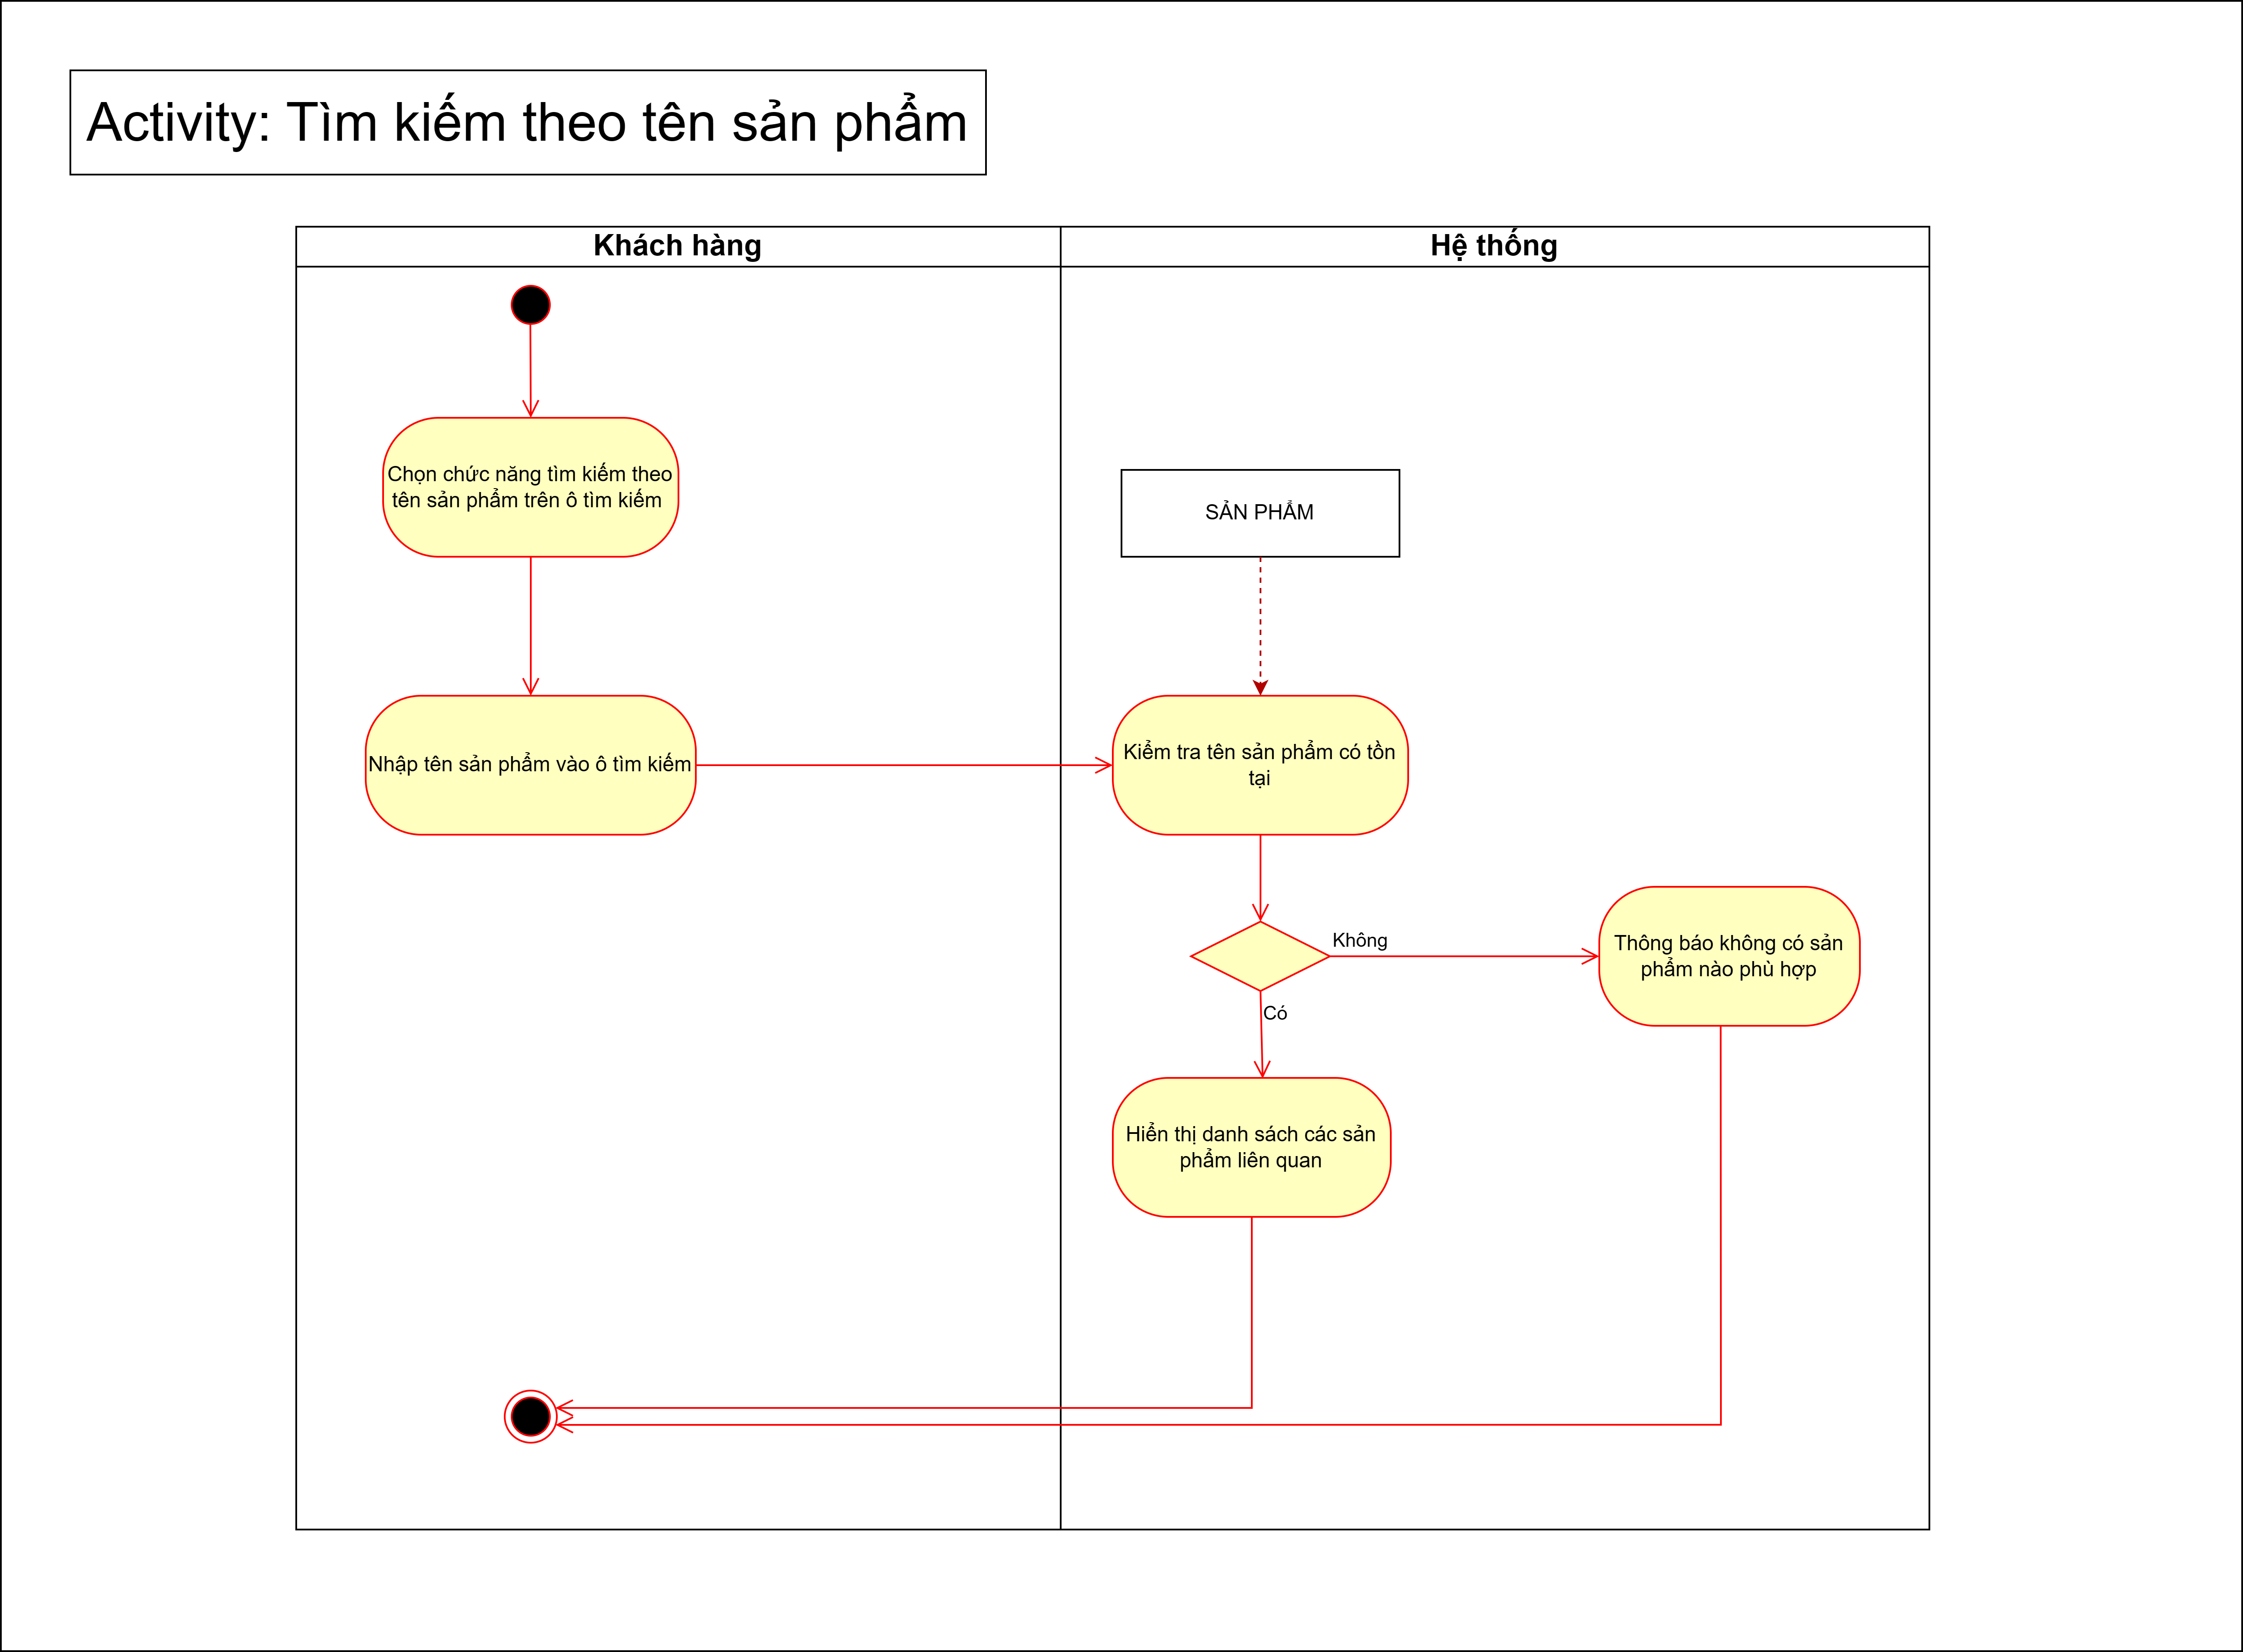 Activity: Tìm kiếm theo tên sản phẩm
Khách hàng
Hệ thống
Chọn chức năng tìm kiếm theo
tên sản phẩm trên ô tìm kiếm
SẢN PHẨM
Nhập tên sản phẩm vào ô tìm kiếm
Kiểm tra tên sản phẩm có tồn
tại
Không
Thông báo không có sản
phẩm nào phù hợp
Có
Hiển thị danh sách các sản
phẩm liên quan